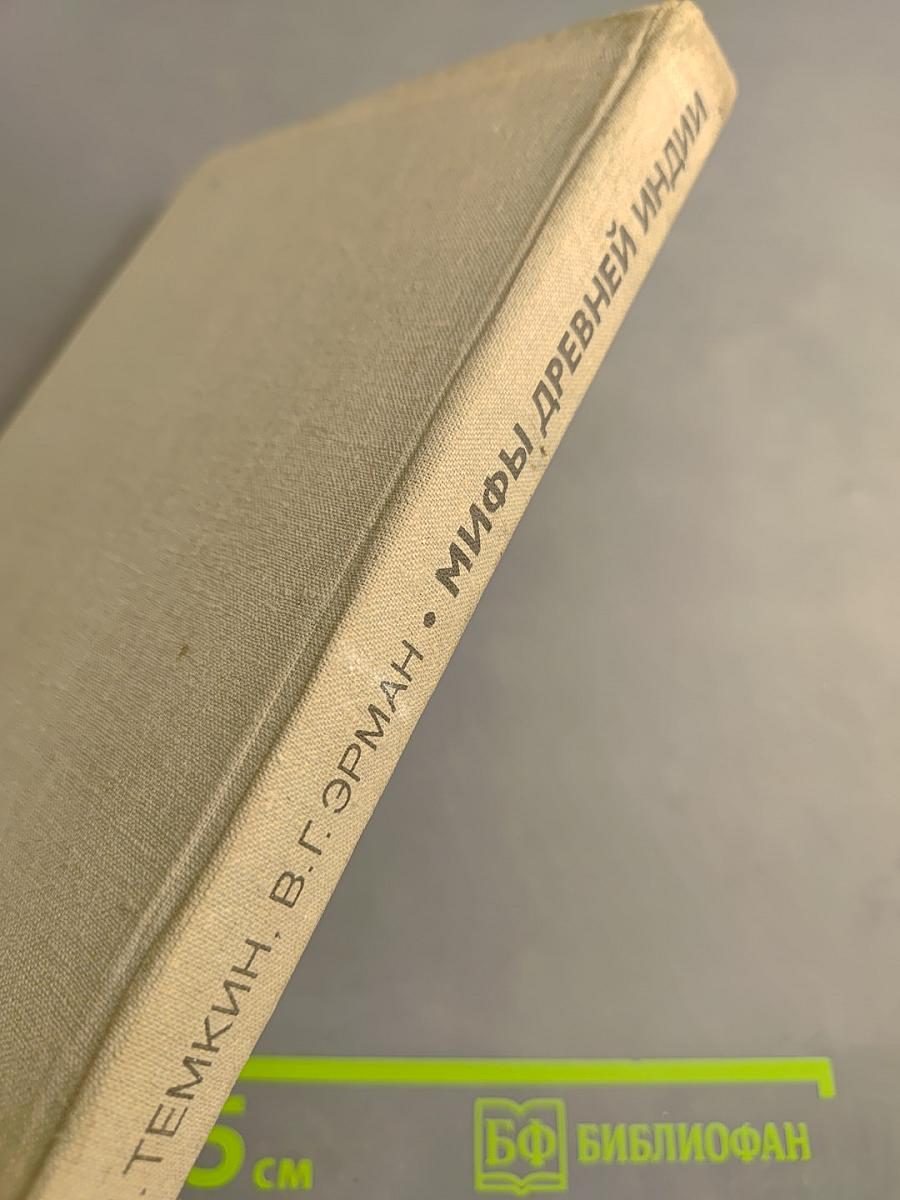 . ТЕМКИН, В. Г. ЭРМАН • МИФЫ ДРЕВНЕЙ ИНДИИ
5 см
БФ БИБЛИОФАН